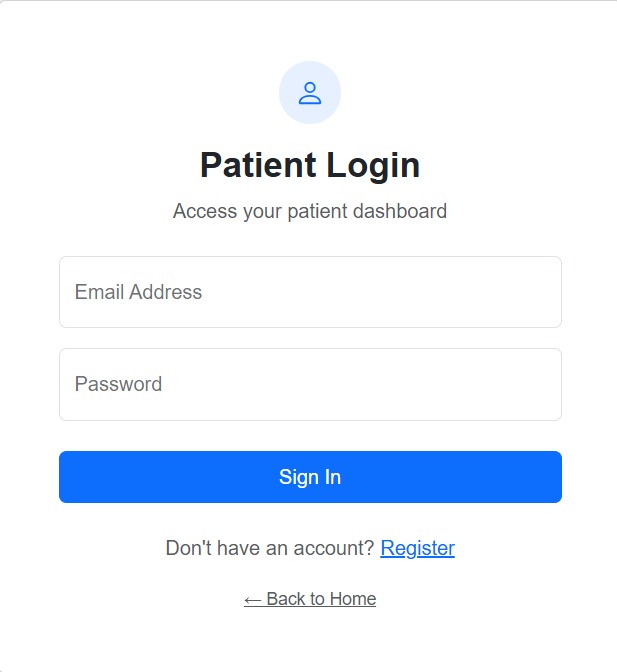 Patient Login
Access your patient dashboard
Email Address
Password
Sign In
Don't have an account? Register
← Back to Home